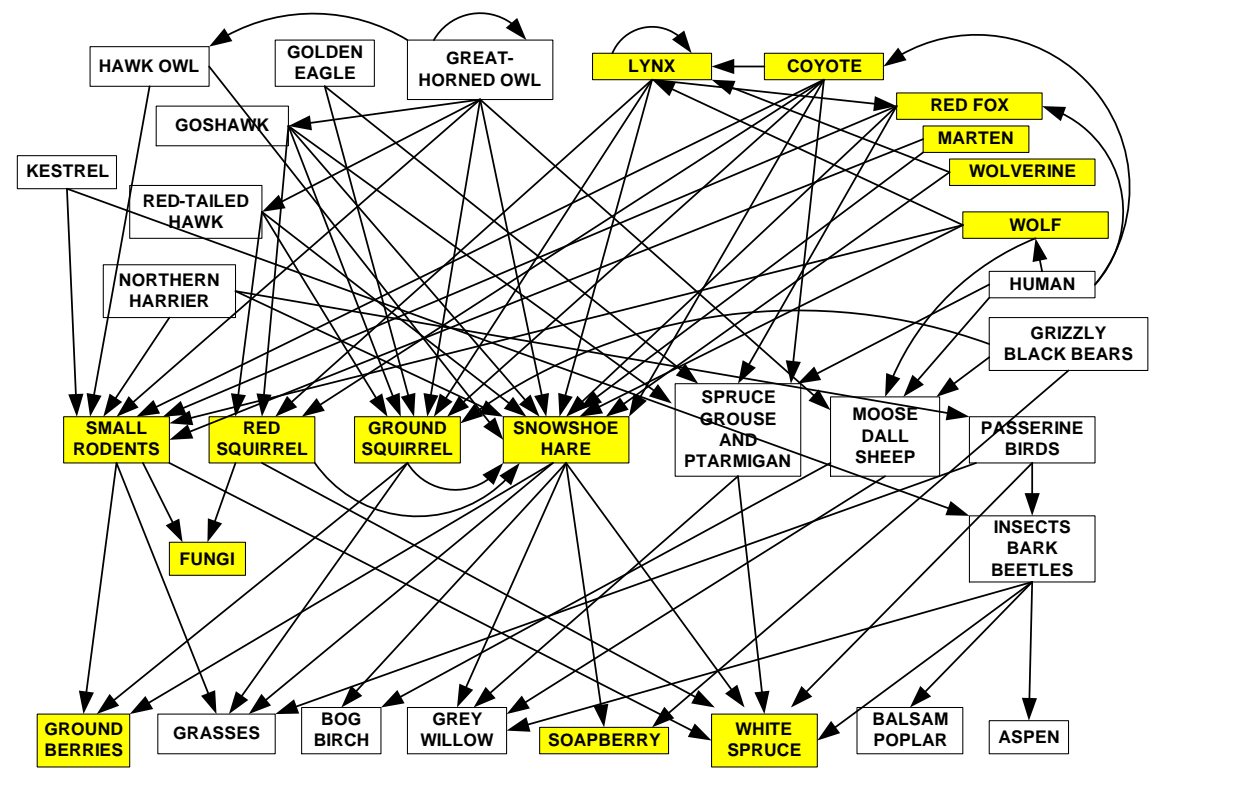 HAWK OWL
GOLDEN
EAGLE
GREAT-
HORNED OWL
LYNX
COYOTE
RED FOX
GOSHAWK
MARTEN
KESTREL
WOLVERINE
RED-TAILED
HAWK
WOLF
NORTHERN
HARRIER
HUMAN
GRIZZLY
BLACK BEARS
SMALL
RODENTS
RED
SQUIRREL
GROUND
SQUIRREL
SNOWSHOE
HARE
SPRUCE
GROUSE
AND
PTARMIGAN
MOOSE
DALL
SHEEP
PASSERINE
BIRDS
FUNGI
INSECTS
BARK
BEETLES
GROUND
BERRIES
GRASSES
BOG
BIRCH
GREY
WILLOW
SOAPBERRY
WHITE
SPRUCE
BALSAM
POPLAR
ASPEN